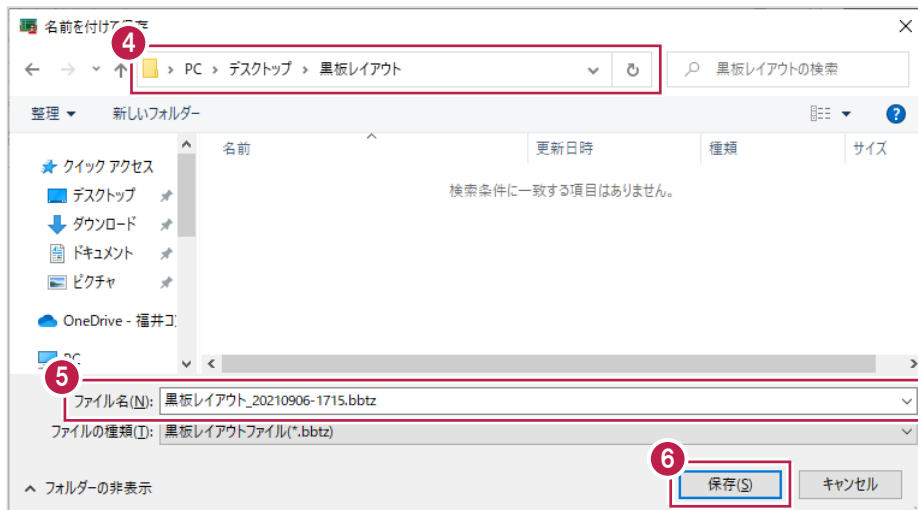 名前を付けて保存
4
PC › デスクトップ › 黒板レイアウト
黒板レイアウトの検索
整理 新しいフォルダー
名前 更新日時 種類 サイズ
検索条件に一致する項目はありません。
クイック アクセス
デスクトップ
ダウンロード
ドキュメント
ピクチャ
OneDrive - 福井コン
PC
5
ファイル名(N): 黒板レイアウト_20210906-1715.bbtz
ファイルの種類(T): 黒板レイアウトファイル(*.bbtz)
6
フォルダーの非表示 保存(S) キャンセル